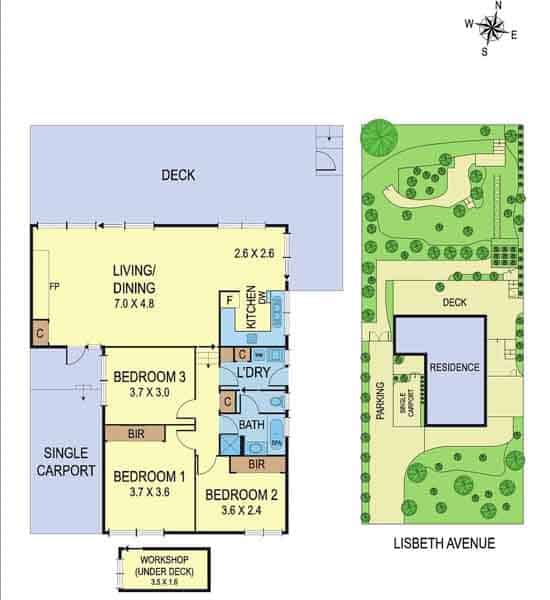 N
W
E
S
DECK
2.6 X 2.6
LIVING/
DINING
7.0 X 4.8
FP
C
F
KITCHEN
DW
C
L'DRY
BEDROOM 3
3.7 X 3.0
C
BATH
SPA
BIR
BIR
SINGLE
CARPORT
BEDROOM 1
3.7 X 3.6
BEDROOM 2
3.6 X 2.4
WORKSHOP
(UNDER DECK)
3.5 X 1.6
DECK
RESIDENCE
PARKING
SINGLE
CARPORT
LISBETH AVENUE